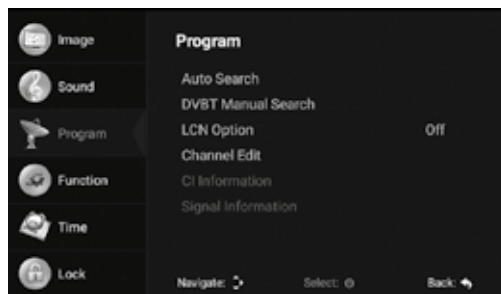 Image
Sound
Program
Function
Time
Lock
Program
Auto Search
DVBT Manual Search
LCN Option Off
Channel Edit
CI Information
Signal Information
Navigate: Select: Back: